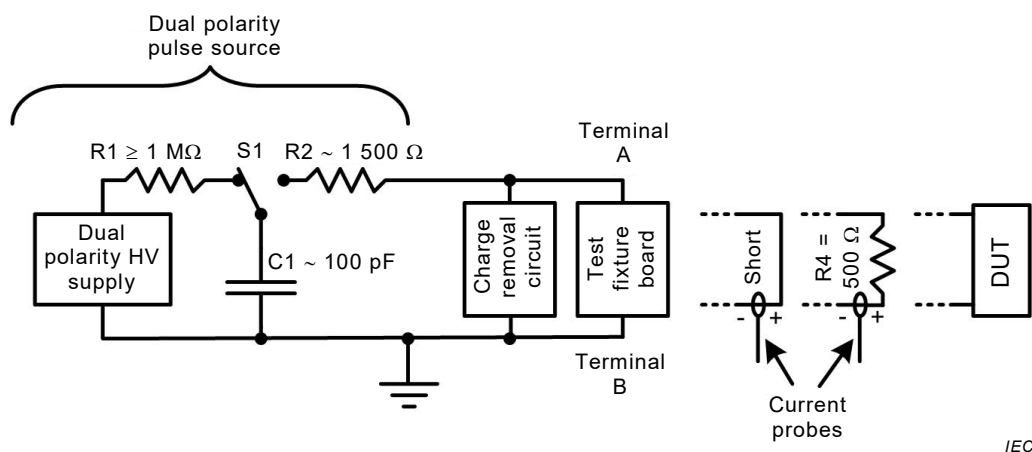 Dual polarity
pulse source
R1 ≥ 1 MΩ
S1
R2 ~ 1 500 Ω
Terminal
A
Dual
polarity HV
supply
C1 ~ 100 pF
Charge
removal
circuit
Test
fixture
board
Short
- +
R4 =
500 Ω
- +
DUT
Terminal
B
Current
probes
IEC